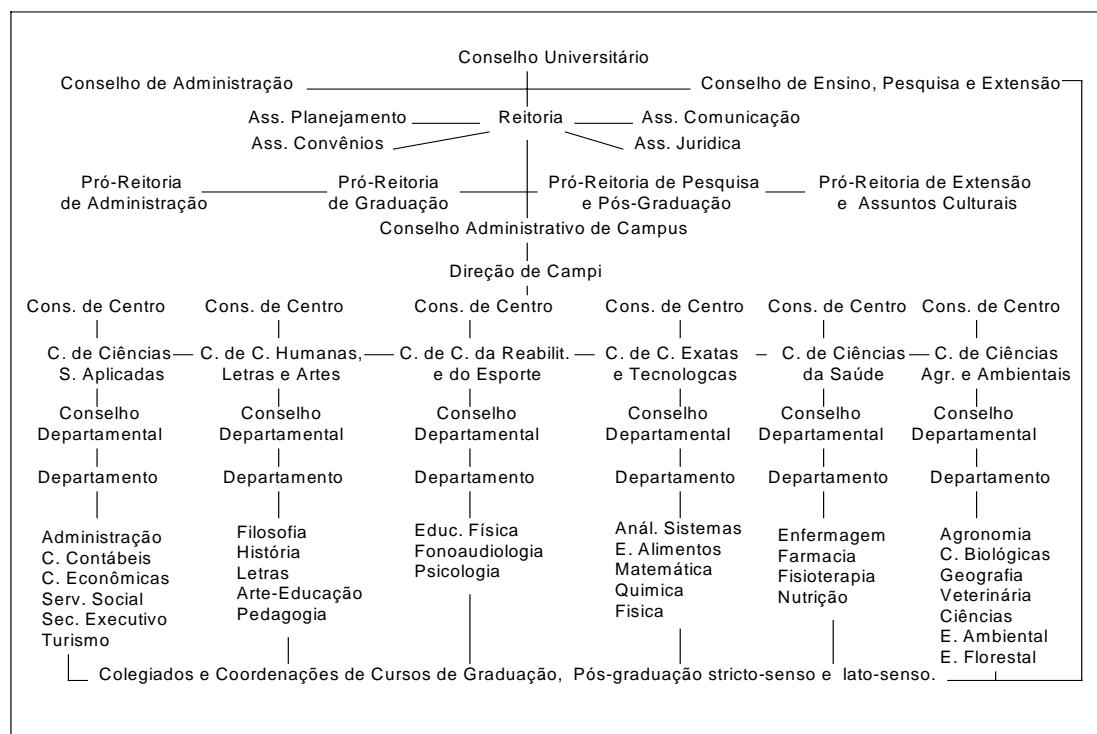 Conselho Universitário
Conselho de Administração
Conselho de Ensino, Pesquisa e Extensão
Ass. Planejamento
Reitoria
Ass. Comunicação
Ass. Convênios
Ass. Juridica
Pró-Reitoria
de Administração
Pró-Reitoria
de Graduação
Pró-Reitoria de Pesquisa
e Pós-Graduação
Pró-Reitoria de Extensão
e Assuntos Culturais
Conselho Administrativo de Campus
Direção de Campi
Cons. de Centro
Cons. de Centro
Cons. de Centro
Cons. de Centro
Cons. de Centro
Cons. de Centro
C. de Ciências
S. Aplicadas
C. de C. Humanas,
Letras e Artes
C. de C. da Reabilit.
e do Esporte
C. de C. Exatas
e Tecnologcas
C. de Ciências
da Saúde
C. de Ciências
Agr. e Ambientais
Conselho
Departamental
Conselho
Departamental
Conselho
Departamental
Conselho
Departamental
Conselho
Departamental
Conselho
Departamental
Departamento
Departamento
Departamento
Departamento
Departamento
Departamento
Administração
C. Contábeis
C. Econômicas
Serv. Social
Sec. Executivo
Turismo
Filosofia
História
Letras
Arte-Educação
Pedagogia
Educ. Física
Fonoaudiologia
Psicologia
Anál. Sistemas
E. Alimentos
Matemática
Quimica
Fisica
Enfermagem
Farmacia
Fisioterapia
Nutrição
Agronomia
C. Biológicas
Geografia
Veterinária
Ciências
E. Ambiental
E. Florestal
Colegiados e Coordenações de Cursos de Graduação, Pós-graduação stricto-senso e lato-senso.